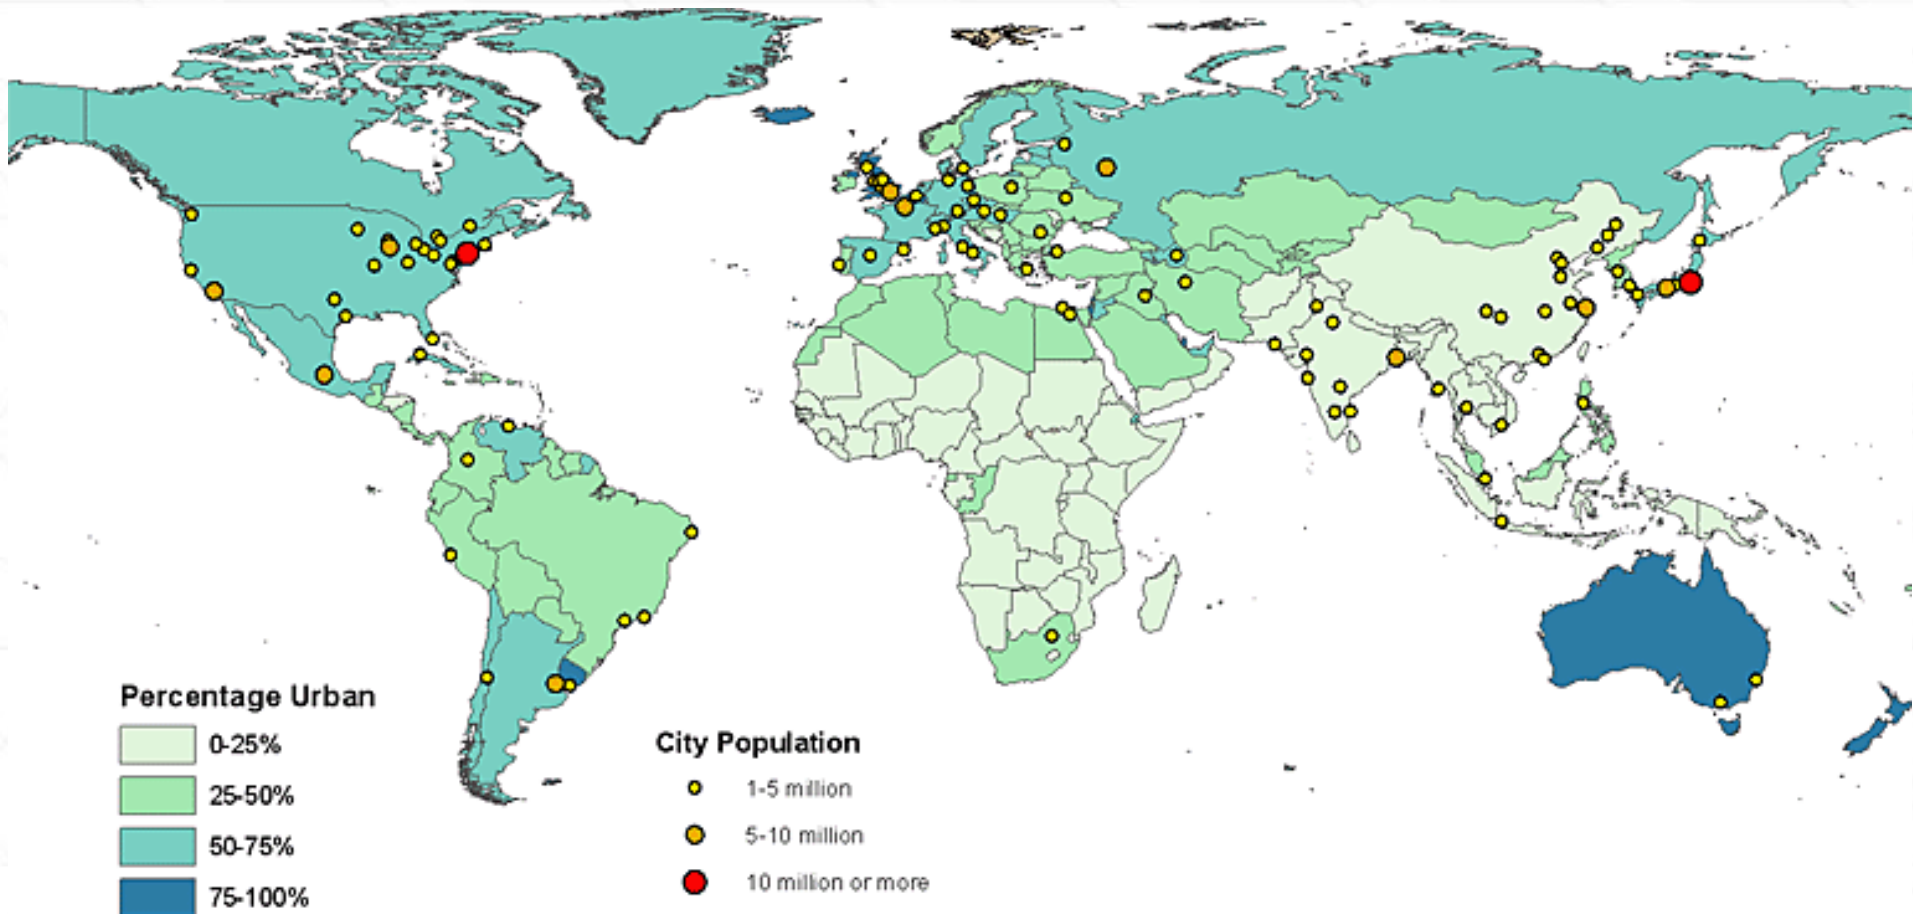 Percentage Urban
0-25%
25-50%
50-75%
75-100%
City Population
1-5 million
5-10 million
10 million or more